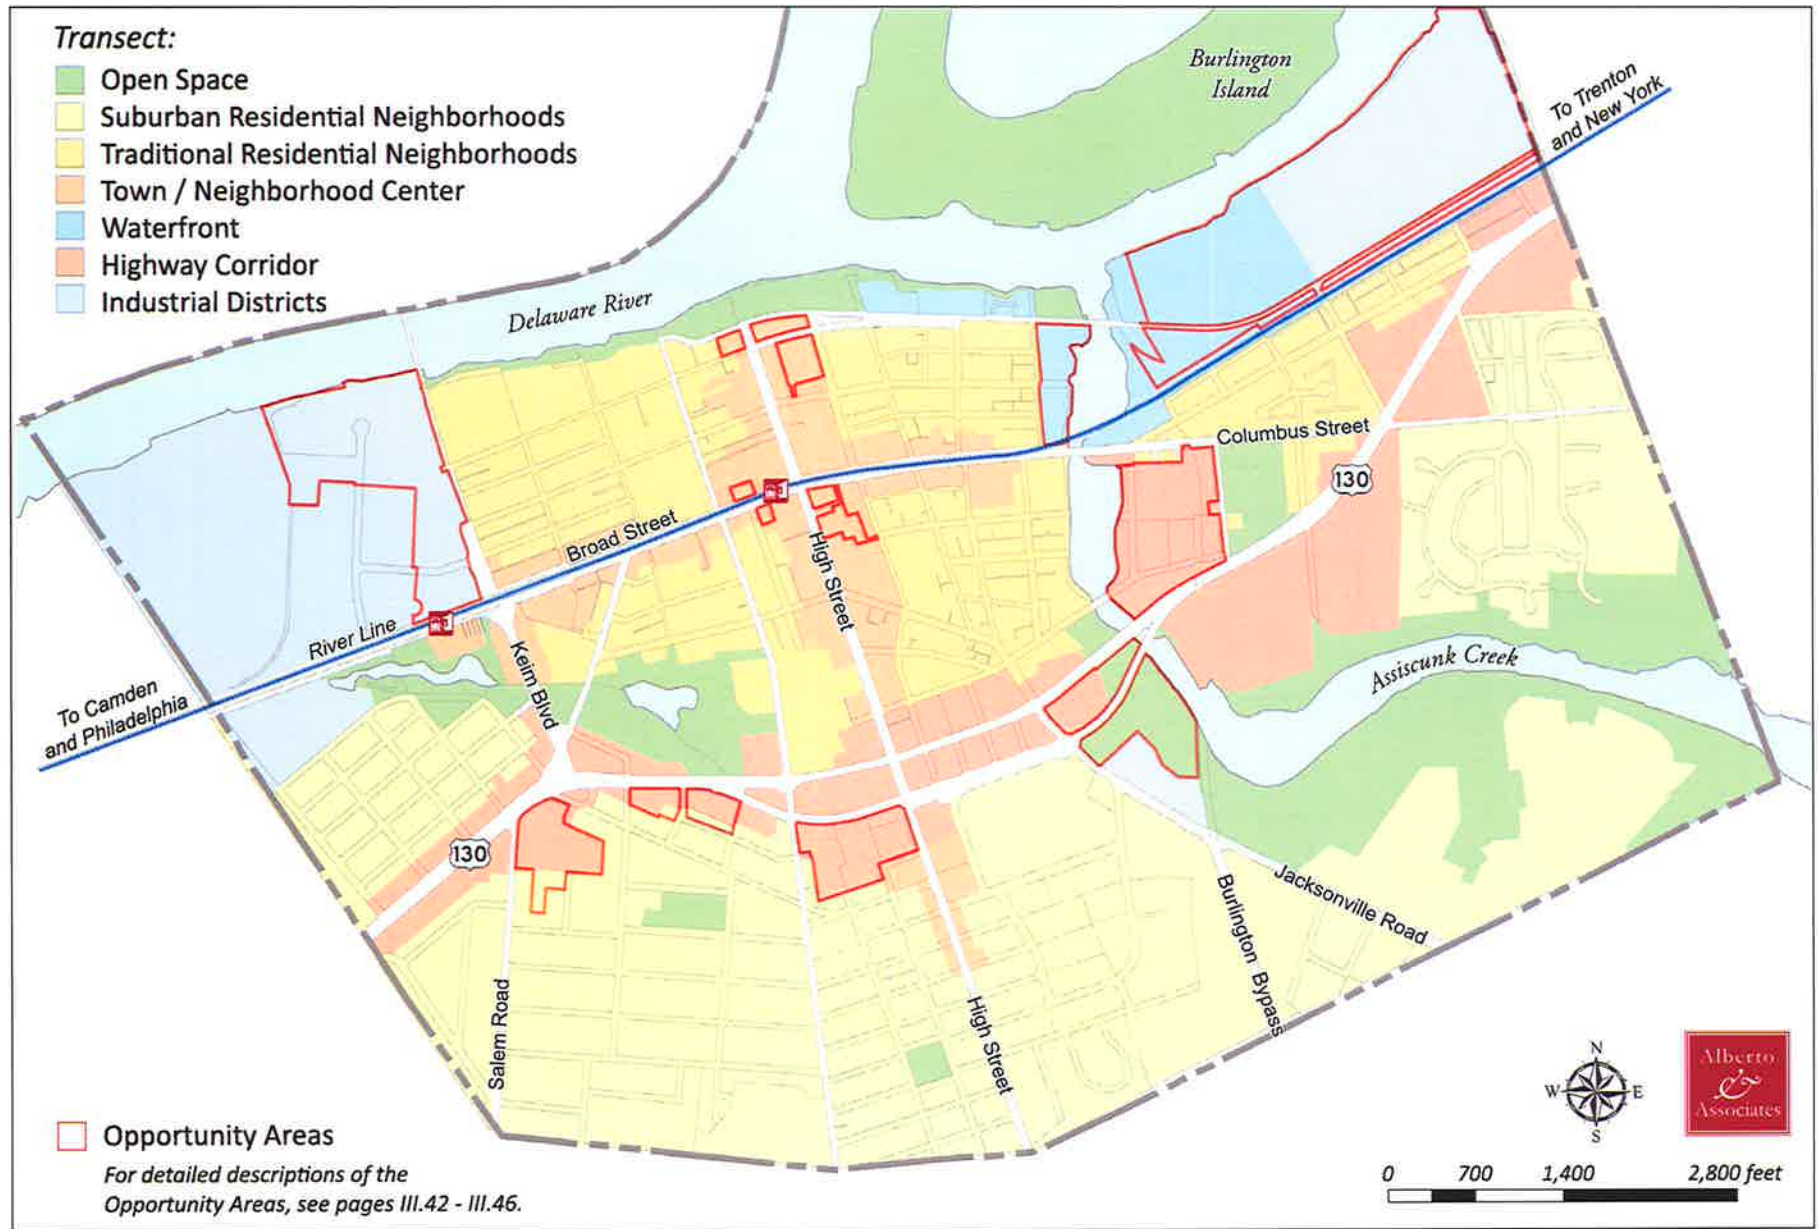 Transect:
Open Space
Suburban Residential Neighborhoods
Traditional Residential Neighborhoods
Town / Neighborhood Center
Waterfront
Highway Corridor
Industrial Districts
Burlington
Island
To Trenton
and New York
Delaware River
Columbus Street
130
Broad Street
High Street
River Line
Keim Blvd
Assiscunk Creek
To Camden
and Philadelphia
130
Jacksonville Road
Burlington Bypass
Salem Road
High Street
Opportunity Areas
For detailed descriptions of the
Opportunity Areas, see pages III.42 - III.46.
N
W E
S
Alberto
&
Associates
0 700 1,400 2,800 feet